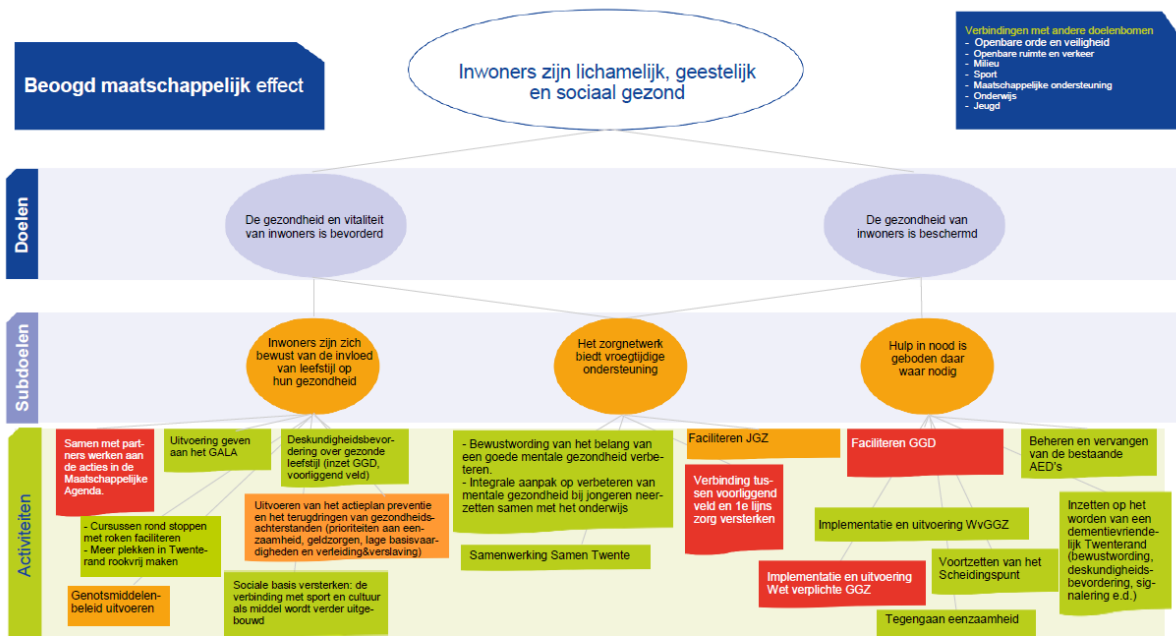 Beoogd maatschappelijk effect
Inwoners zijn lichamelijk, geestelijk
en sociaal gezond
Verbindingen met andere doelenbomen
- Openbare orde en veiligheid
- Openbare ruimte en verkeer
- Milieu
- Sport
- Maatschappelijke ondersteuning
- Onderwijs
- Jeugd
Doelen
De gezondheid en vitaliteit
van inwoners is bevorderd
De gezondheid van
inwoners is beschermd
Subdoelen
Inwoners zijn zich
bewust van de invloed
van leefstijl op
hun gezondheid
Het zorgnetwerk
biedt vroegtijdige
ondersteuning
Hulp in nood is
geboden daar
waar nodig
Activiteiten
Samen met part-
ners werken aan
de acties in de
Maatschappelijke
Agenda.
Uitvoering geven
aan het GALA
Deskundigheidsbevor-
dering over gezonde
leefstijl (inzet GGD,
voorliggend veld)
- Cursussen rond stoppen
met roken faciliteren
- Meer plekken in Twente-
rand rookvrij maken
Uitvoeren van het actieplan preventie
en het terugdringen van gezondheids-
achterstanden (prioriteiten aan een-
zaamheid, geldzorgen, lage basisvaar-
digheden en verleiding&verslaving)
Genotsmiddelen-
beleid uitvoeren
Sociale basis versterken: de
verbinding met sport en cultuur
als middel wordt verder uitge-
bouwd
- Bewustwording van het belang van
een goede mentale gezondheid verbe-
teren.
- Integrale aanpak op verbeteren van
mentale gezondheid bij jongeren neer-
zetten samen met het onderwijs
Samenwerking Samen Twente
Faciliteren JGZ
Verbinding tus-
sen voorliggend
veld en 1e lijns
zorg versterken
Faciliteren GGD
Beheren en vervangen
van de bestaande
AED's
Implementatie en uitvoering WvGGZ
Implementatie en uitvoering
Wet verplichte GGZ
Voortzetten van het
Scheidingspunt
Tegengaan eenzaamheid
Inzetten op het
worden van een
dementievriende-
lijk Twenterand
(bewustwording,
deskundigheids-
bevordering, sig-
nalering e.d.)